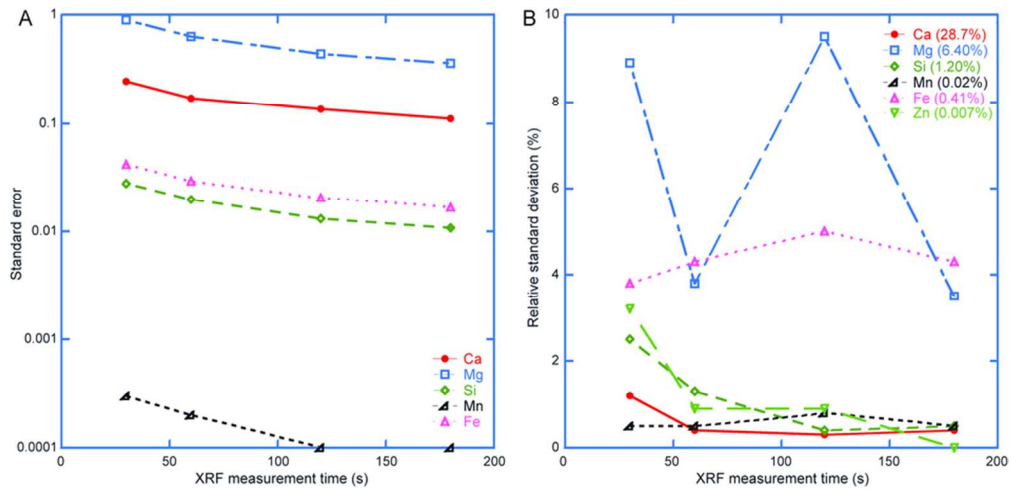 A
1
0.1
0.01
0.001
0.0001
Standard error
Ca
Mg
Si
Mn
Fe
0 50 100 150 200
XRF measurement time (s)
B
10
8
6
4
2
0
Relative standard deviation (%)
Ca (28.7%)
Mg (6.40%)
Si (1.20%)
Mn (0.02%)
Fe (0.41%)
Zn (0.007%)
0 50 100 150 200
XRF measurement time (s)